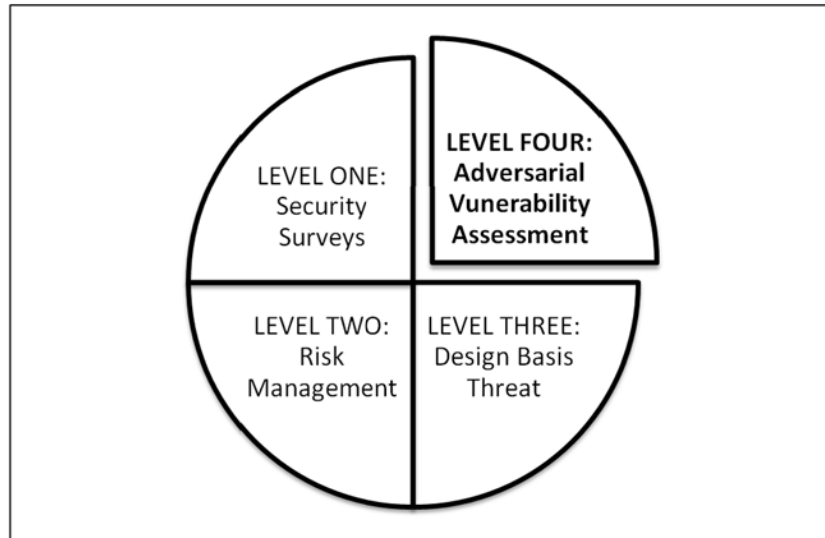 LEVEL ONE:
Security
Surveys
LEVEL TWO:
Risk
Management
LEVEL THREE:
Design Basis
Threat
LEVEL FOUR:
Adversarial
Vunerability
Assessment